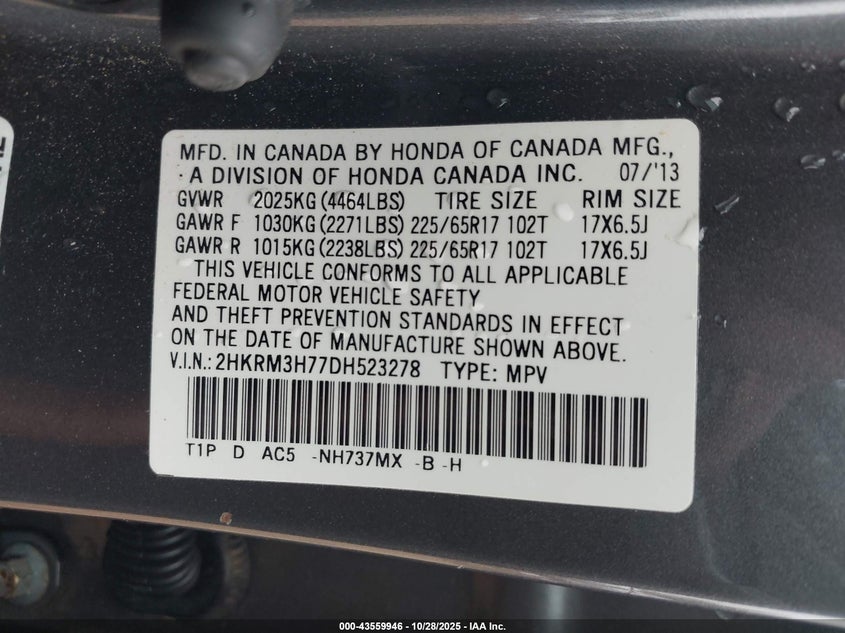 MFD. IN CANADA BY HONDA OF CANADA MFG.,
A DIVISION OF HONDA CANADA INC. 07/'13
GVWR 2025KG (4464LBS) TIRE SIZE RIM SIZE
GAWR F 1030KG (2271LBS) 225/65R17 102T 17X6.5J
GAWR R 1015KG (2238LBS) 225/65R17 102T 17X6.5J
THIS VEHICLE CONFORMS TO ALL APPLICABLE
FEDERAL MOTOR VEHICLE SAFETY
AND THEFT PREVENTION STANDARDS IN EFFECT
ON THE DATE OF MANUFACTURE SHOWN ABOVE.
V.I.N.: 2HKRM3H77DH523278 TYPE: MPV
T1P D AC5 -NH737MX -B -H
000-43559946 - 10/28/2025 - IAA Inc.